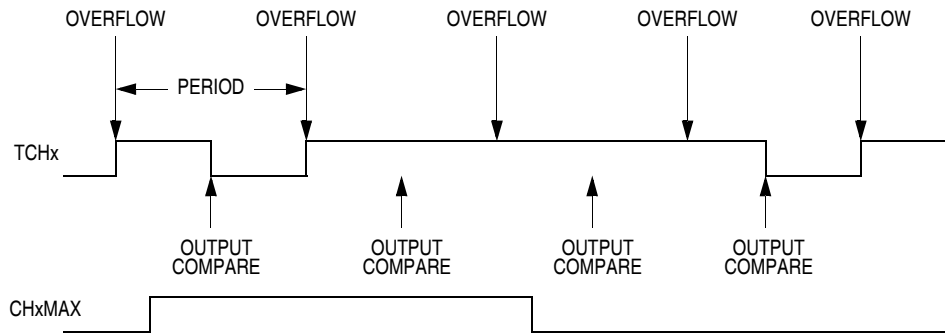 OVERFLOW OVERFLOW OVERFLOW OVERFLOW OVERFLOW
PERIOD
TCHx
OUTPUT COMPARE
OUTPUT COMPARE
OUTPUT COMPARE
OUTPUT COMPARE
CHxMAX